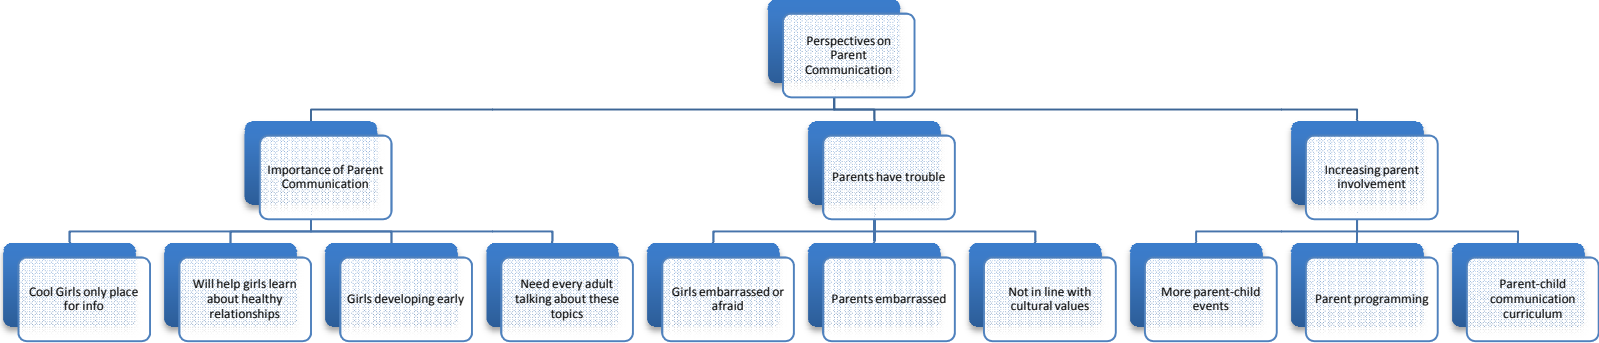 Perspectives on
Parent
Communication
Importance of Parent
Communication
Parents have trouble
Increasing parent
involvement
Cool Girls only place
for info
Will help girls learn
about healthy
relationships
Girls developing early
Need every adult
talking about these
topics
Girls embarrassed or
afraid
Parents embarrassed
Not in line with
cultural values
More parent-child
events
Parent programming
Parent-child
communication
curriculum